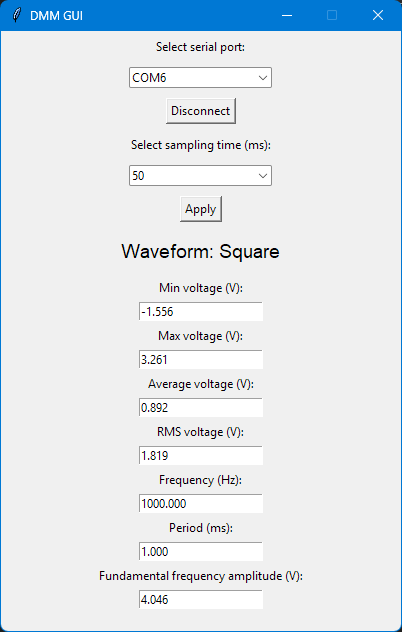 DMM GUI
Select serial port:
COM6
Disconnect
Select sampling time (ms):
50
Apply
Waveform: Square
Min voltage (V):
-1.556
Max voltage (V):
3.261
Average voltage (V):
0.892
RMS voltage (V):
1.819
Frequency (Hz):
1000.000
Period (ms):
1.000
Fundamental frequency amplitude (V):
4.046